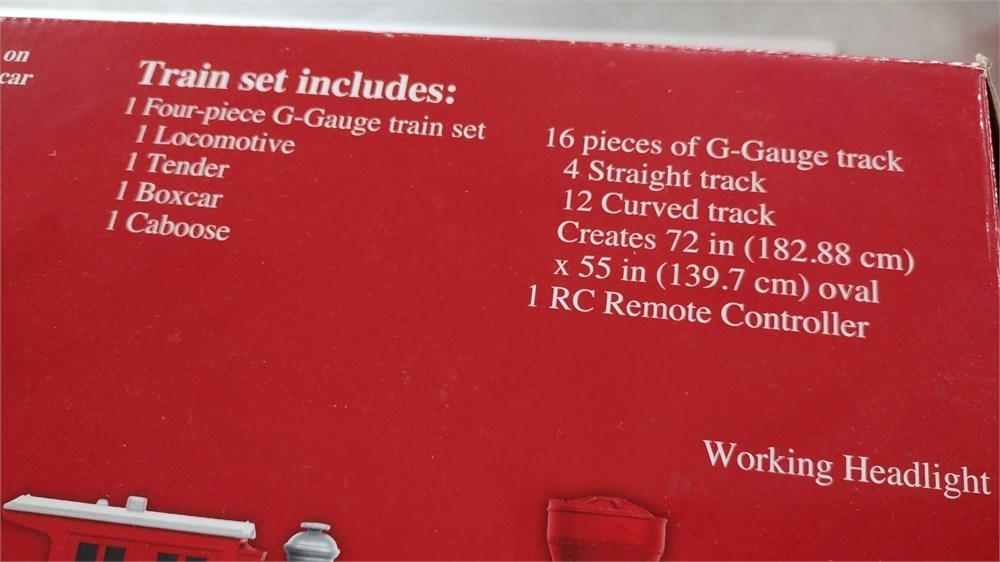 on
car
Train set includes:
1 Four-piece G-Gauge train set
1 Locomotive
1 Tender
1 Boxcar
1 Caboose
16 pieces of G-Gauge track
4 Straight track
12 Curved track
Creates 72 in (182.88 cm)
x 55 in (139.7 cm) oval
1 RC Remote Controller
Working Headlight